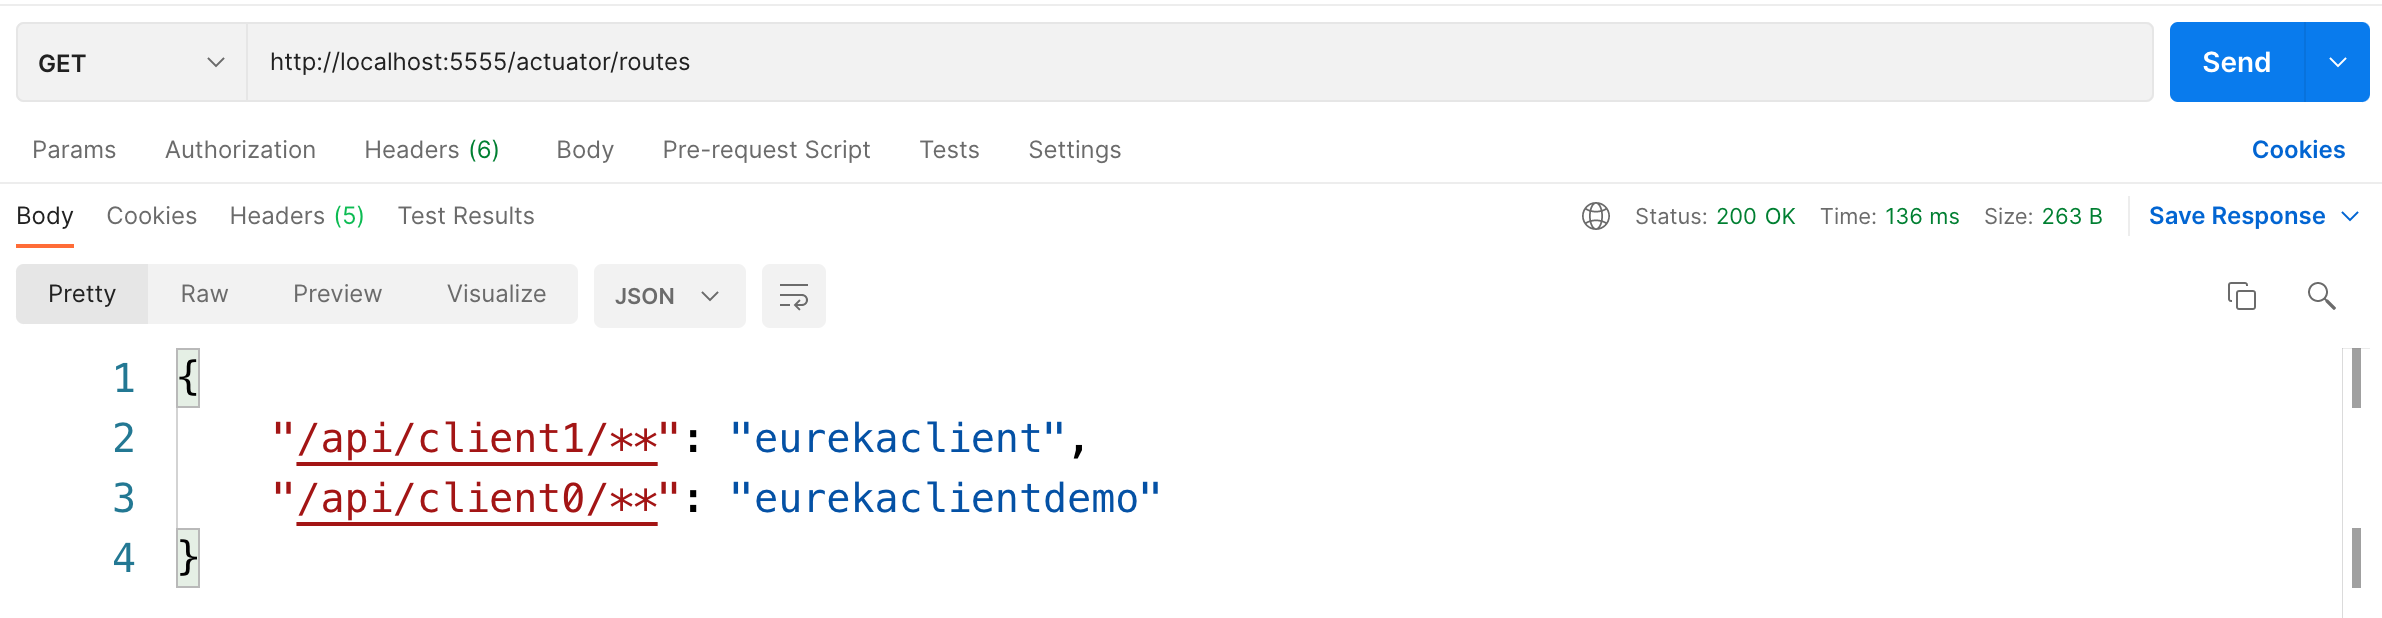 GET http://localhost:5555/actuator/routes Send
Params Authorization Headers (6) Body Pre-request Script Tests Settings Cookies
Body Cookies Headers (5) Test Results Status: 200 OK Time: 136 ms Size: 263 B Save Response
Pretty Raw Preview Visualize JSON
1 {
2 "/api/client1/**": "eurekaclient",
3 "/api/client0/**": "eurekaclientdemo"
4 }